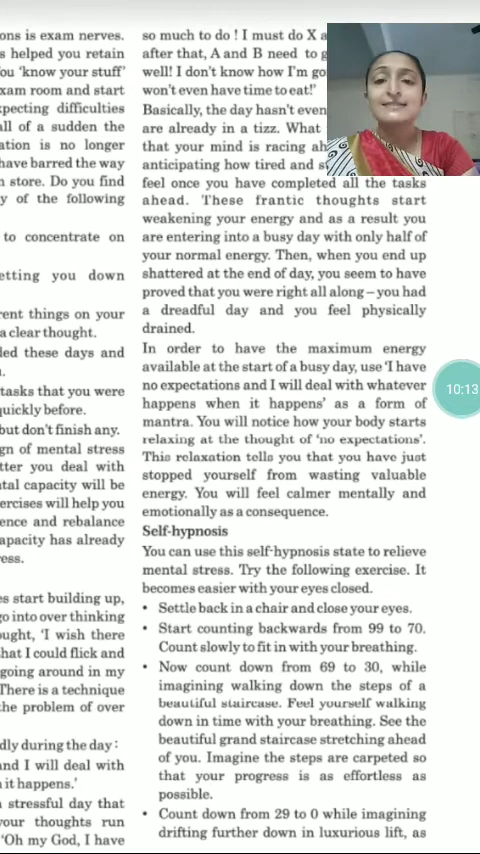 ons is exam nerves.
s helped you retain
ou 'know your stuff'
xam room and start
xpecting difficulties
all of a sudden the
ation is no longer
have barred the way
n store. Do you find
y of the following
to concentrate on
etting you down
rent things on your
a clear thought.
led these days and
tasks that you were
quickly before.
but don't finish any.
gn of mental stress
tter you deal with
ntal capacity will be
ercises will help you
ence and rebalance
apacity has already
ress.
es start building up,
go into over thinking
ought, 'I wish there
that I could flick and
going around in my
There is a technique
the problem of over
dly during the day:
and I will deal with
n it happens.'
a stressful day that
your thoughts run
'Oh my God, I have
so much to do ! I must do X a
after that, A and B need to g
well! I don't know how I'm go
won't even have time to eat!"
Basically, the day hasn't even
are already in a tizz. What
that your mind is racing ah
anticipating how tired and s
feel once you have completed all the tasks
ahead. These frantic thoughts start
weakening your energy and as a result you
are entering into a busy day with only half of
your normal energy. Then, when you end up
shattered at the end of day, you seem to have
proved that you were right all along – you had
a dreadful day and you feel physically
drained.
In order to have the maximum energy
available at the start of a busy day, use 'I have
no expectations and I will deal with whatever
happens when it happens' as a form of
mantra. You will notice how your body starts
relaxing at the thought of 'no expectations'.
This relaxation tells you that you have just
stopped yourself from wasting valuable
energy. You will feel calmer mentally and
emotionally as a consequence.
Self-hypnosis
You can use this self-hypnosis state to relieve
mental stress. Try the following exercise. It
becomes easier with your eyes closed.
• Settle back in a chair and close your eyes.
• Start counting backwards from 99 to 70.
Count slowly to fit in with your breathing.
• Now count down from 69 to 30, while
imagining walking down the steps of a
beautiful staircase. Feel yourself walking
down in time with your breathing. See the
beautiful grand staircase stretching ahead
of you. Imagine the steps are carpeted so
that your progress is as effortless as
possible.
• Count down from 29 to 0 while imagining
drifting further down in luxurious lift, as
10:13